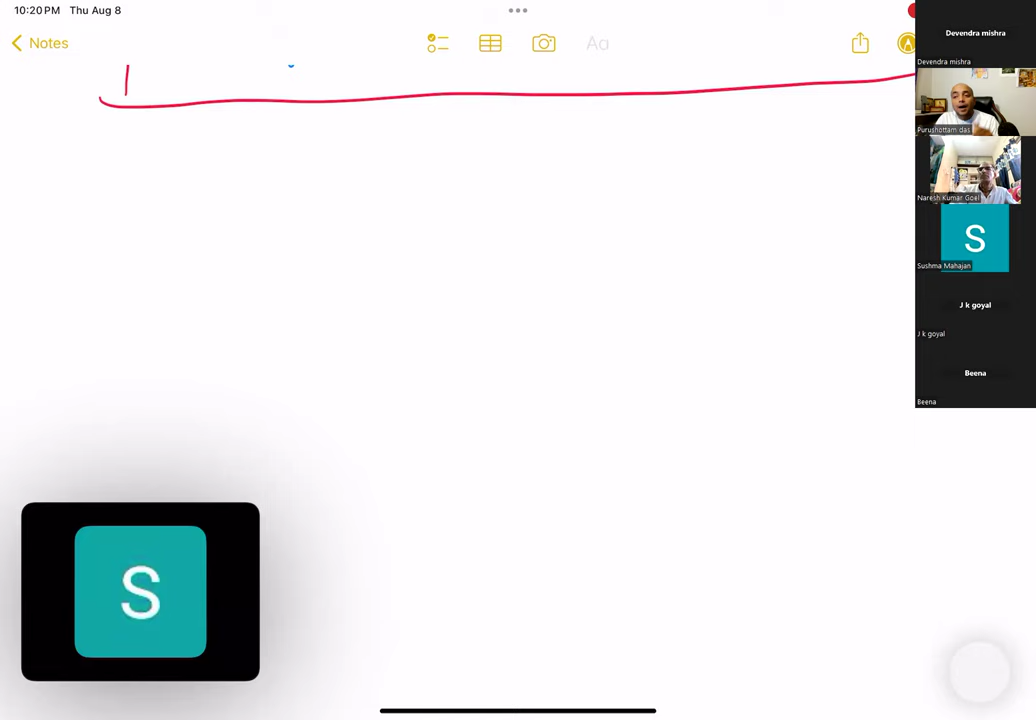 10:20 PM Thu Aug 8
Notes
Aa
Devendra mishra
Devendra mishra
Purushottam das
Naresh Kumar Goel
S
Sushma Mahajan
J k goyal
J k goyal
Beena
Beena
S